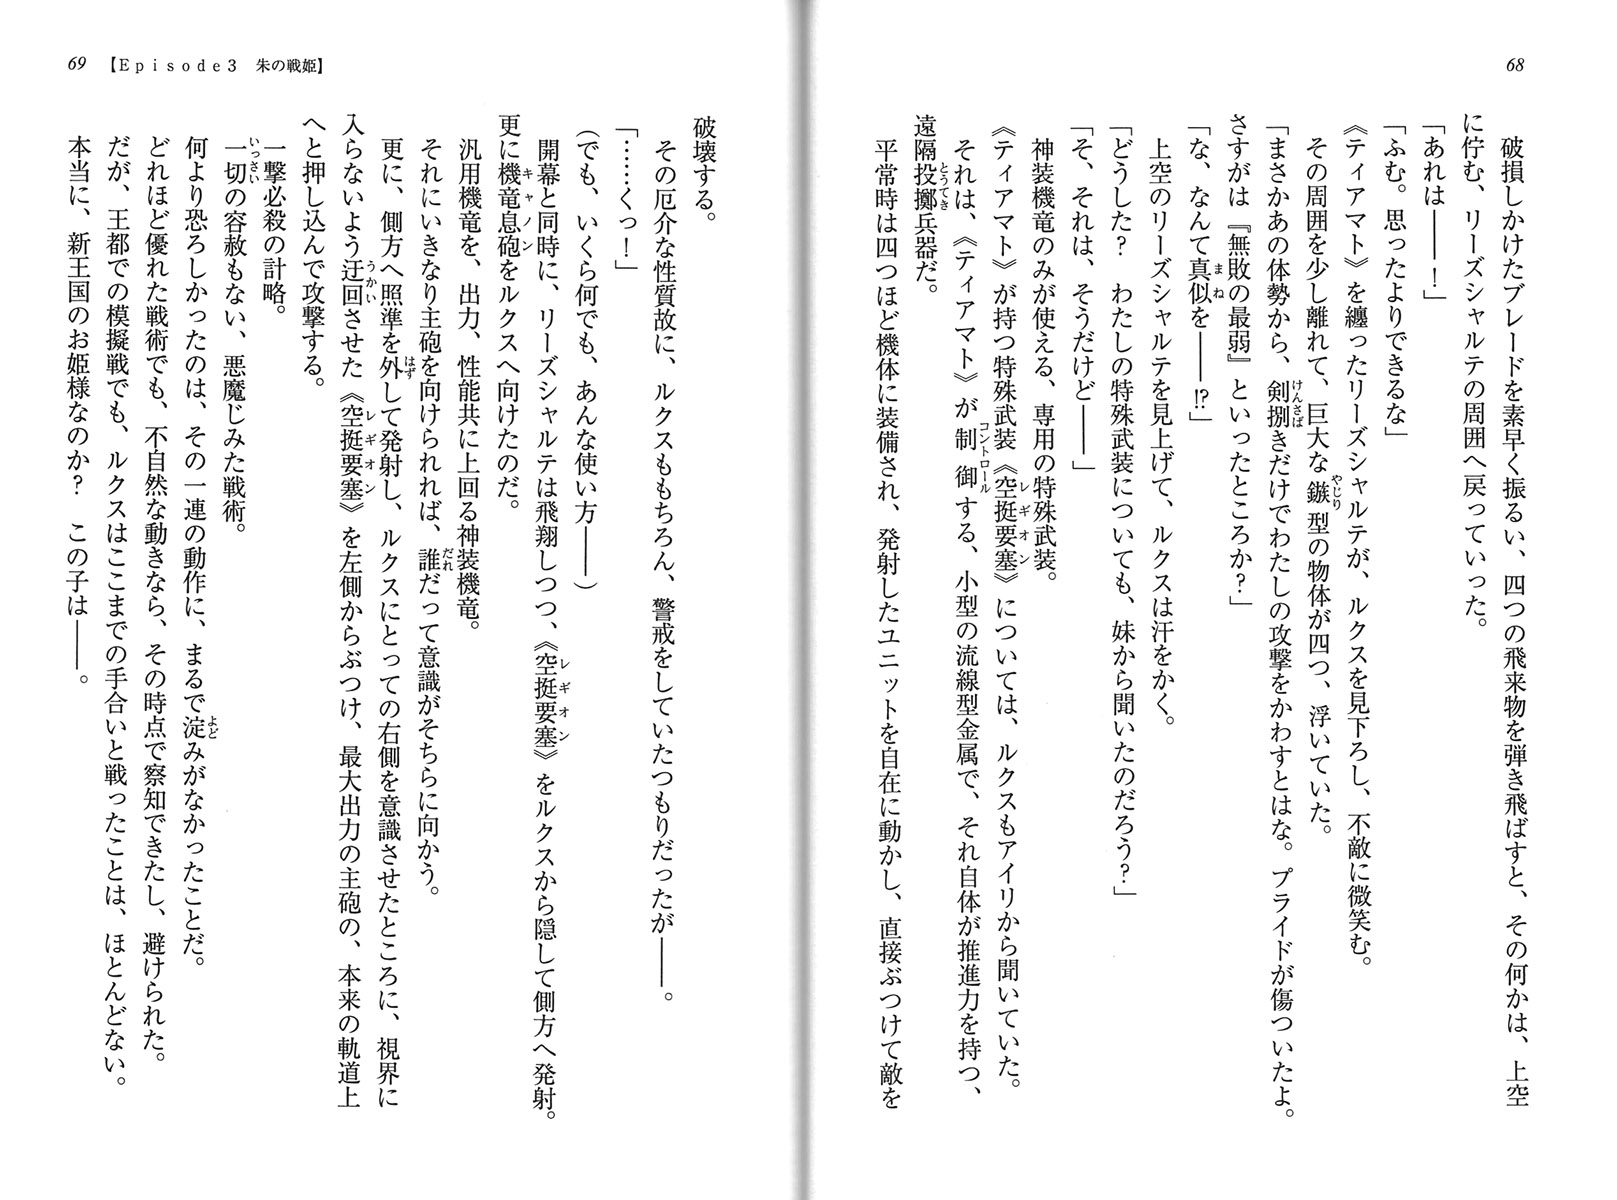 68
破損しかけたブレードを素早く振るい、四つの飛来物を弾き飛ばすと、その何かは、上空
に佇む、リーズシャルテの周囲へ戻っていった。
「あれは――！」
「ふむ。思ったよりできるな」
《ティアマト》を纏ったリーズシャルテが、ルクスを見下ろし、不敵に微笑む。
その周囲を少し離れて、巨大な鏃型の物体が四つ、浮いていた。
「まさかあの体勢から、剣捌きだけでわたしの攻撃をかわすとはな。プライドが傷ついたよ。
さすがは『無敗の最弱』といったところか？」
「な、なんて真似を――!?」
上空のリーズシャルテを見上げて、ルクスは汗をかく。
「どうした？　わたしの特殊武装についても、妹から聞いたのだろう？」
「そ、それは、そうだけど――」
神装機竜のみが使える、専用の特殊武装。
《ティアマト》が持つ特殊武装《空挺要塞》については、ルクスもアイリから聞いていた。
それは、《ティアマト》が制御する、小型の流線型金属で、それ自体が推進力を持つ、
遠隔投擲兵器だ。
平常時は四つほど機体に装備され、発射したユニットを自在に動かし、直接ぶつけて敵を
69　【Episode3　朱の戦姫】
破壊する。
その厄介な性質故に、ルクスももちろん、警戒をしていたつもりだったが――。
「……くっ！」
（でも、いくら何でも、あんな使い方――）
開幕と同時に、リーズシャルテは飛翔しつつ、《空挺要塞》をルクスから隠して側方へ発射。
更に機竜息砲をルクスへ向けたのだ。
汎用機竜を、出力、性能共に上回る神装機竜。
それにいきなり主砲を向けられれば、誰だって意識がそちらに向かう。
更に、側方へ照準を外して発射し、ルクスにとっての右側を意識させたところに、視界に
入らないよう迂回させた《空挺要塞》を左側からぶつけ、最大出力の主砲の、本来の軌道上
へと押し込んで攻撃する。
一撃必殺の計略。
一切の容赦もない、悪魔じみた戦術。
何より恐ろしかったのは、その一連の動作に、まるで淀みがなかったことだ。
どれほど優れた戦術でも、不自然な動きなら、その時点で察知できたし、避けられた。
だが、王都での模擬戦でも、ルクスはここまでの手合いと戦ったことは、ほとんどない。
本当に、新王国のお姫様なのか？　この子は――。